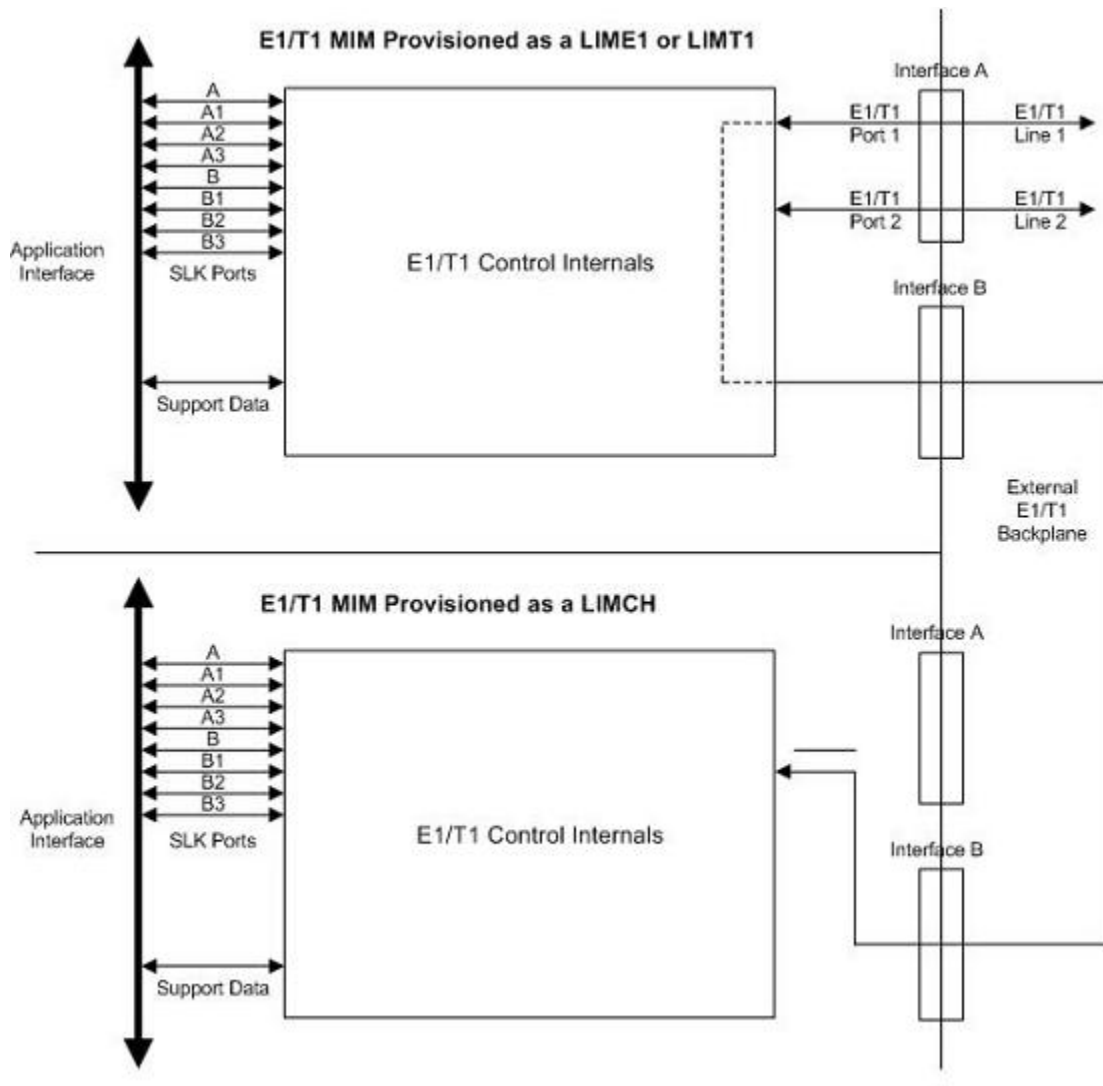 E1/T1 MIM Provisioned as a LIME1 or LIMT1
Interface A
A
A1
A2
A3
B
B1
B2
B3
SLK Ports
Application
Interface
Support Data
E1/T1 Control Internals
E1/T1
Port 1
E1/T1
Line 1
E1/T1
Port 2
E1/T1
Line 2
Interface B
External
E1/T1
Backplane
E1/T1 MIM Provisioned as a LIMCH
Interface A
A
A1
A2
A3
B
B1
B2
B3
SLK Ports
Application
Interface
Support Data
E1/T1 Control Internals
Interface B